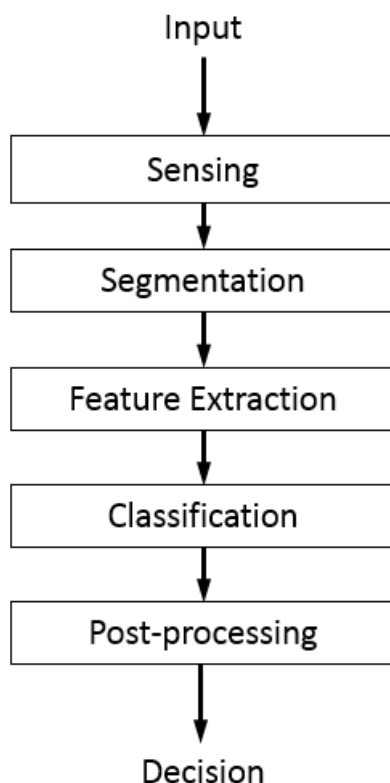 Input
Sensing
Segmentation
Feature Extraction
Classification
Post-processing
Decision